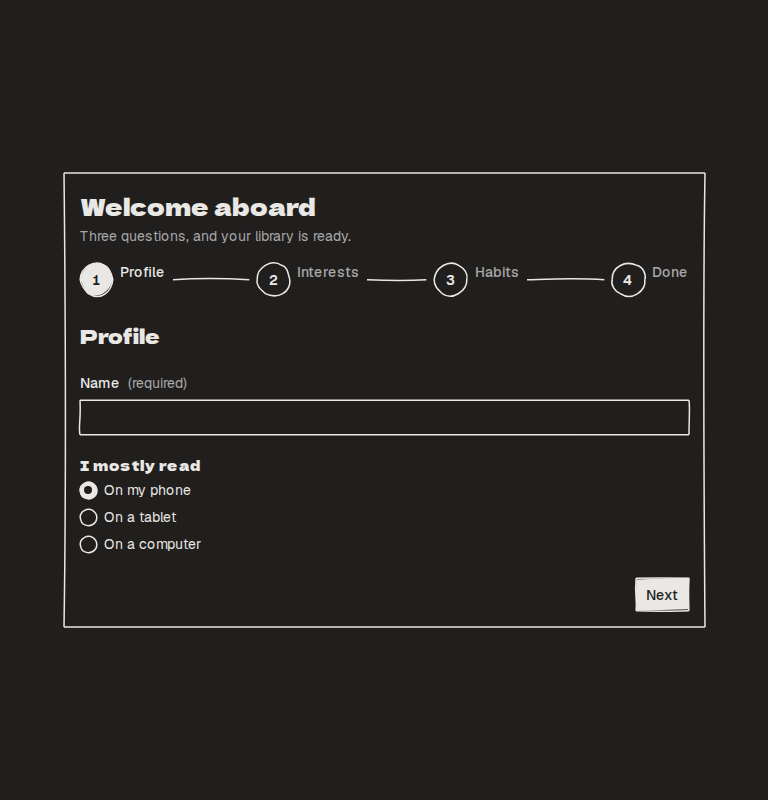 Welcome aboard
Three questions, and your library is ready.
1 Profile 2 Interests 3 Habits 4 Done
Profile
Name (required)
I mostly read
On my phone
On a tablet
On a computer
Next